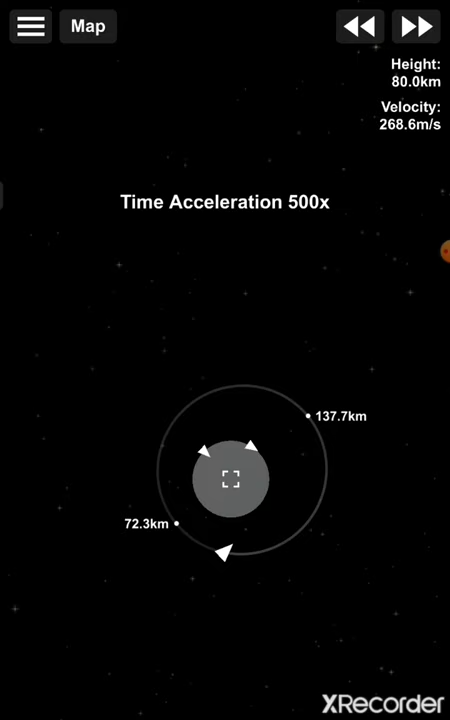 Map
Height:
80.0km
Velocity:
268.6m/s
Time Acceleration 500x
137.7km
72.3km
XRecorder